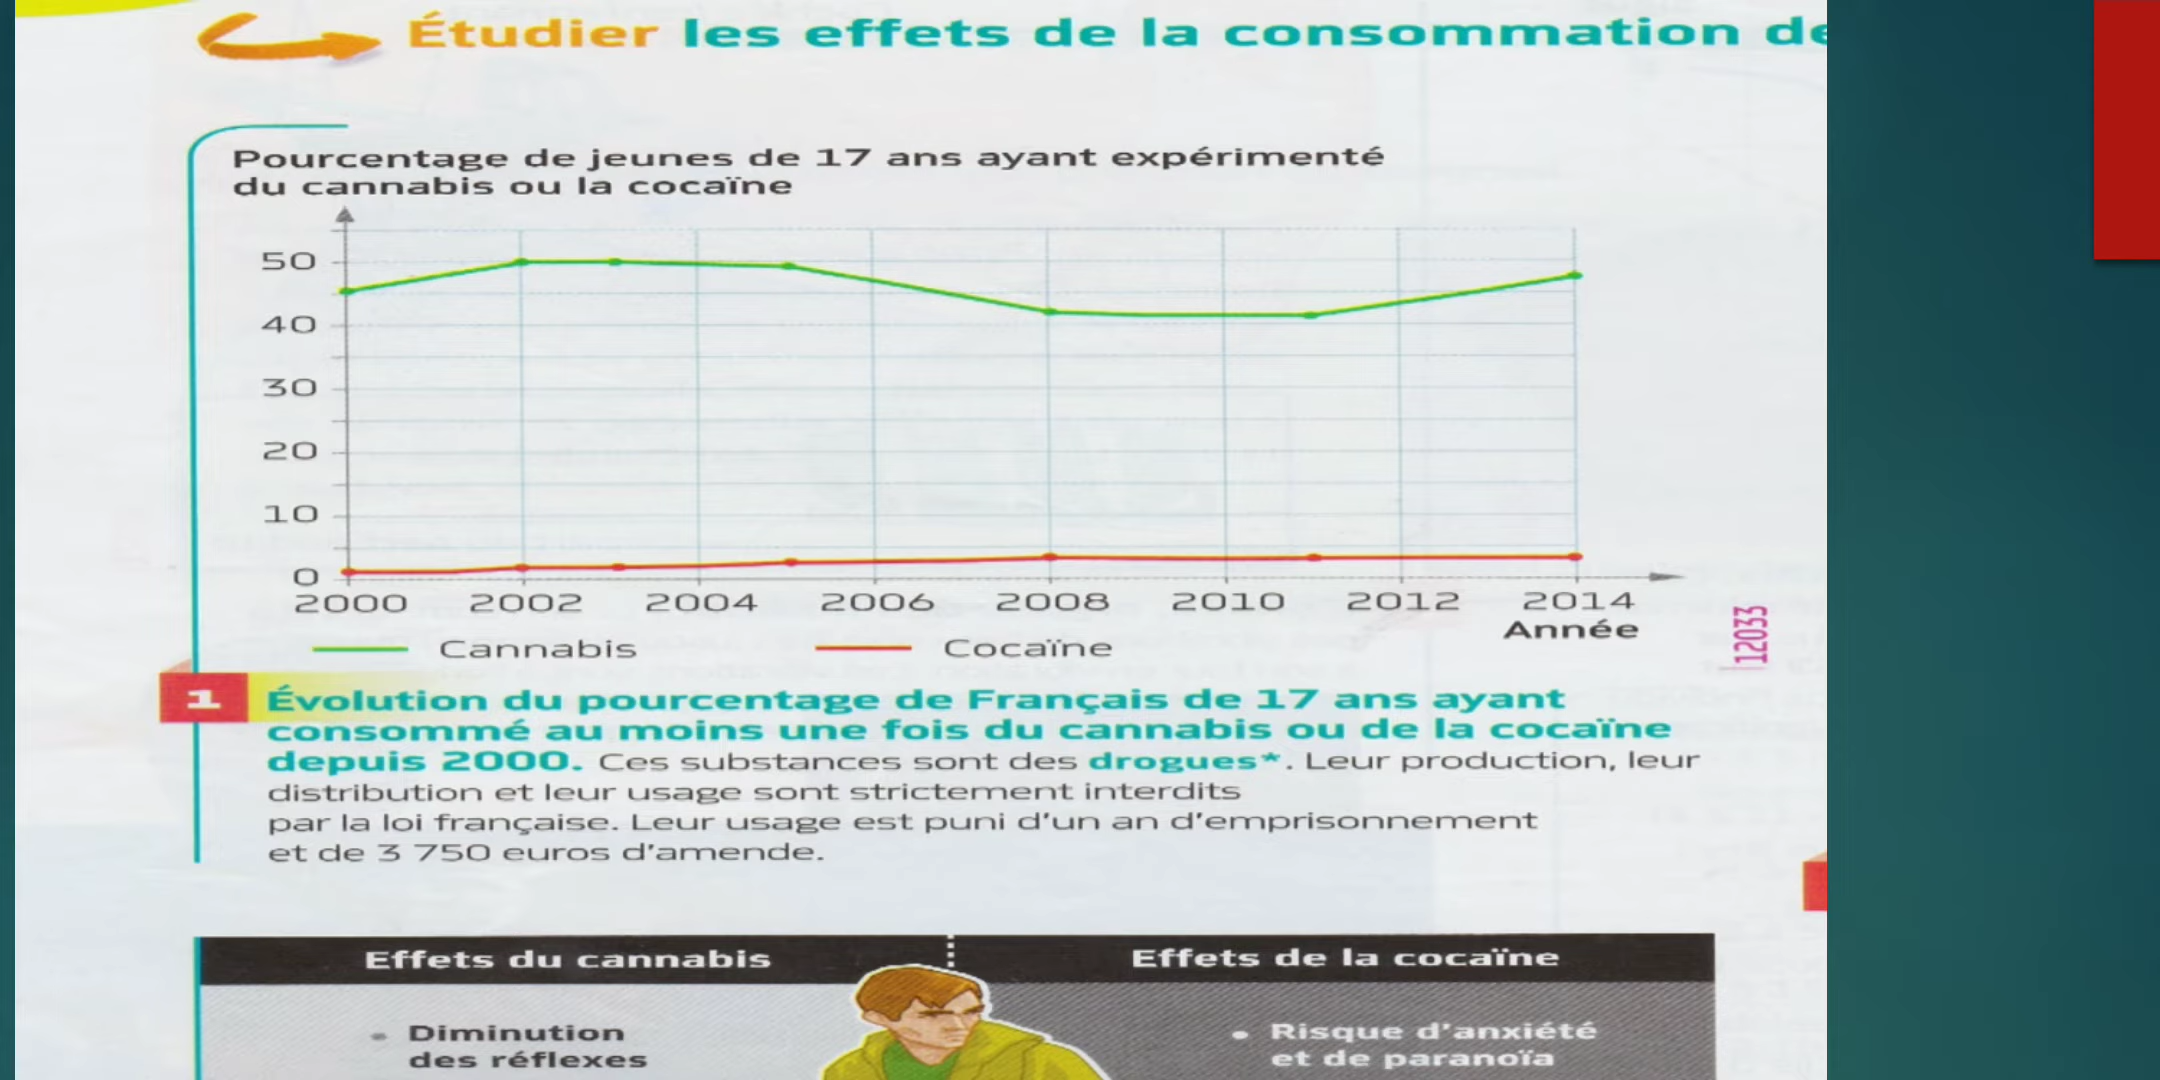 Étudier les effets de la consommation de
Pourcentage de jeunes de 17 ans ayant expérimenté
du cannabis ou la cocaïne
50
40
30
20
10
0
2000 2002 2004 2006 2008 2010 2012 2014
Année
Cannabis Cocaïne
12033
1 Évolution du pourcentage de Français de 17 ans ayant
consommé au moins une fois du cannabis ou de la cocaïne
depuis 2000. Ces substances sont des drogues*. Leur production, leur
distribution et leur usage sont strictement interdits
par la loi française. Leur usage est puni d'un an d'emprisonnement
et de 3 750 euros d'amende.
Effets du cannabis Effets de la cocaïne
• Diminution
des réflexes
• Risque d'anxiété
et de paranoïa